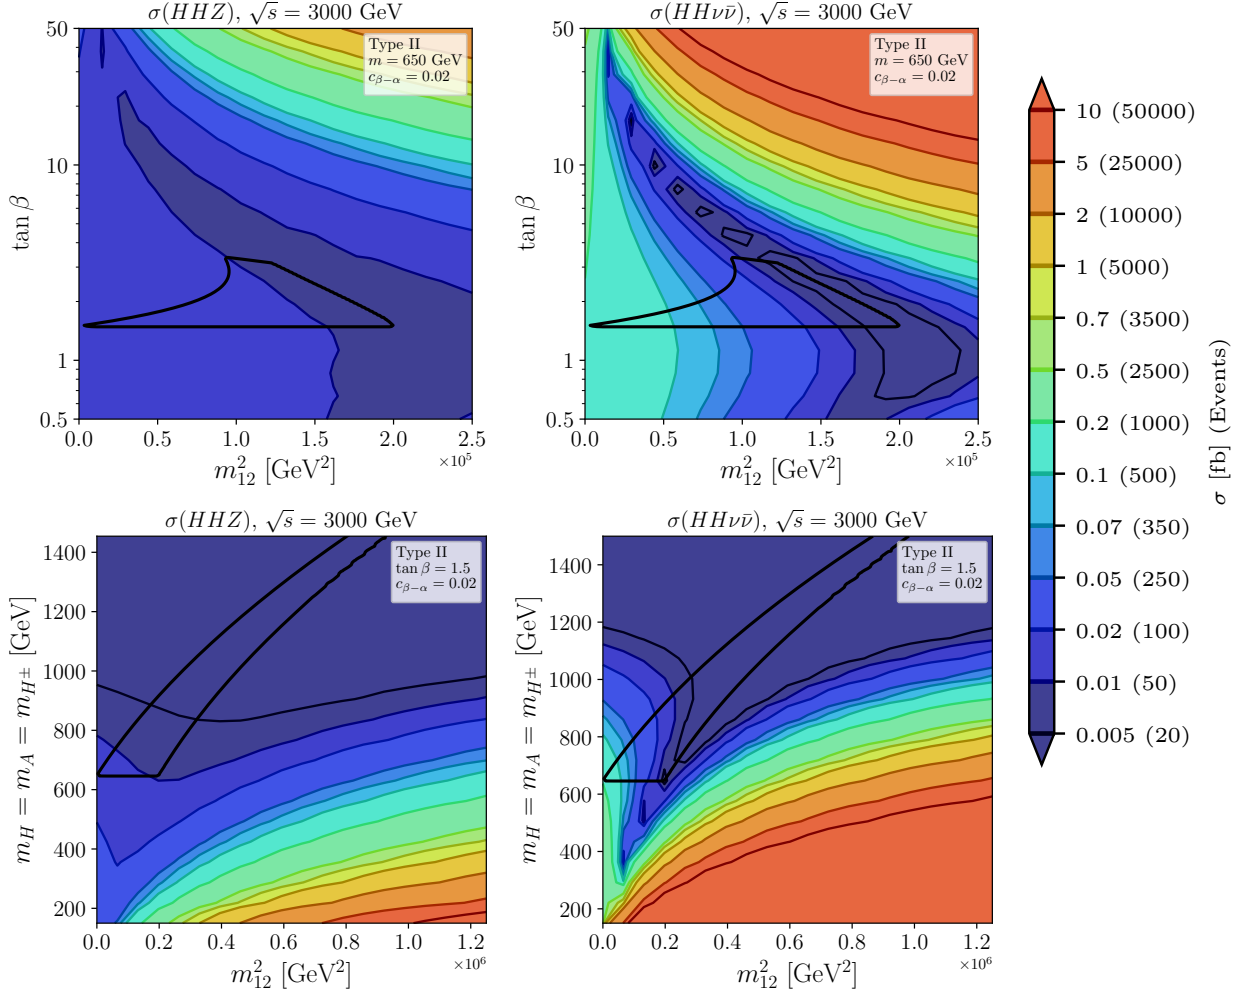 σ(HHZ), √s = 3000 GeV
Type II
m = 650 GeV
c_{β−α} = 0.02
50
10
1
0.5
tan β
0.0 0.5 1.0 1.5 2.0 2.5
×10⁵
m²₁₂ [GeV²]
σ(HHνν̄), √s = 3000 GeV
Type II
m = 650 GeV
c_{β−α} = 0.02
50
10
1
0.5
tan β
0.0 0.5 1.0 1.5 2.0 2.5
×10⁵
m²₁₂ [GeV²]
σ(HHZ), √s = 3000 GeV
Type II
tan β = 1.5
c_{β−α} = 0.02
1400
1200
1000
800
600
400
200
m_H = m_A = m_{H±} [GeV]
0.0 0.2 0.4 0.6 0.8 1.0 1.2
×10⁶
m²₁₂ [GeV²]
σ(HHνν̄), √s = 3000 GeV
Type II
tan β = 1.5
c_{β−α} = 0.02
1400
1200
1000
800
600
400
200
m_H = m_A = m_{H±} [GeV]
0.0 0.2 0.4 0.6 0.8 1.0 1.2
×10⁶
m²₁₂ [GeV²]
10 (50000)
5 (25000)
2 (10000)
1 (5000)
0.7 (3500)
0.5 (2500)
0.2 (1000)
0.1 (500)
0.07 (350)
0.05 (250)
0.02 (100)
0.01 (50)
0.005 (20)
σ [fb] (Events)